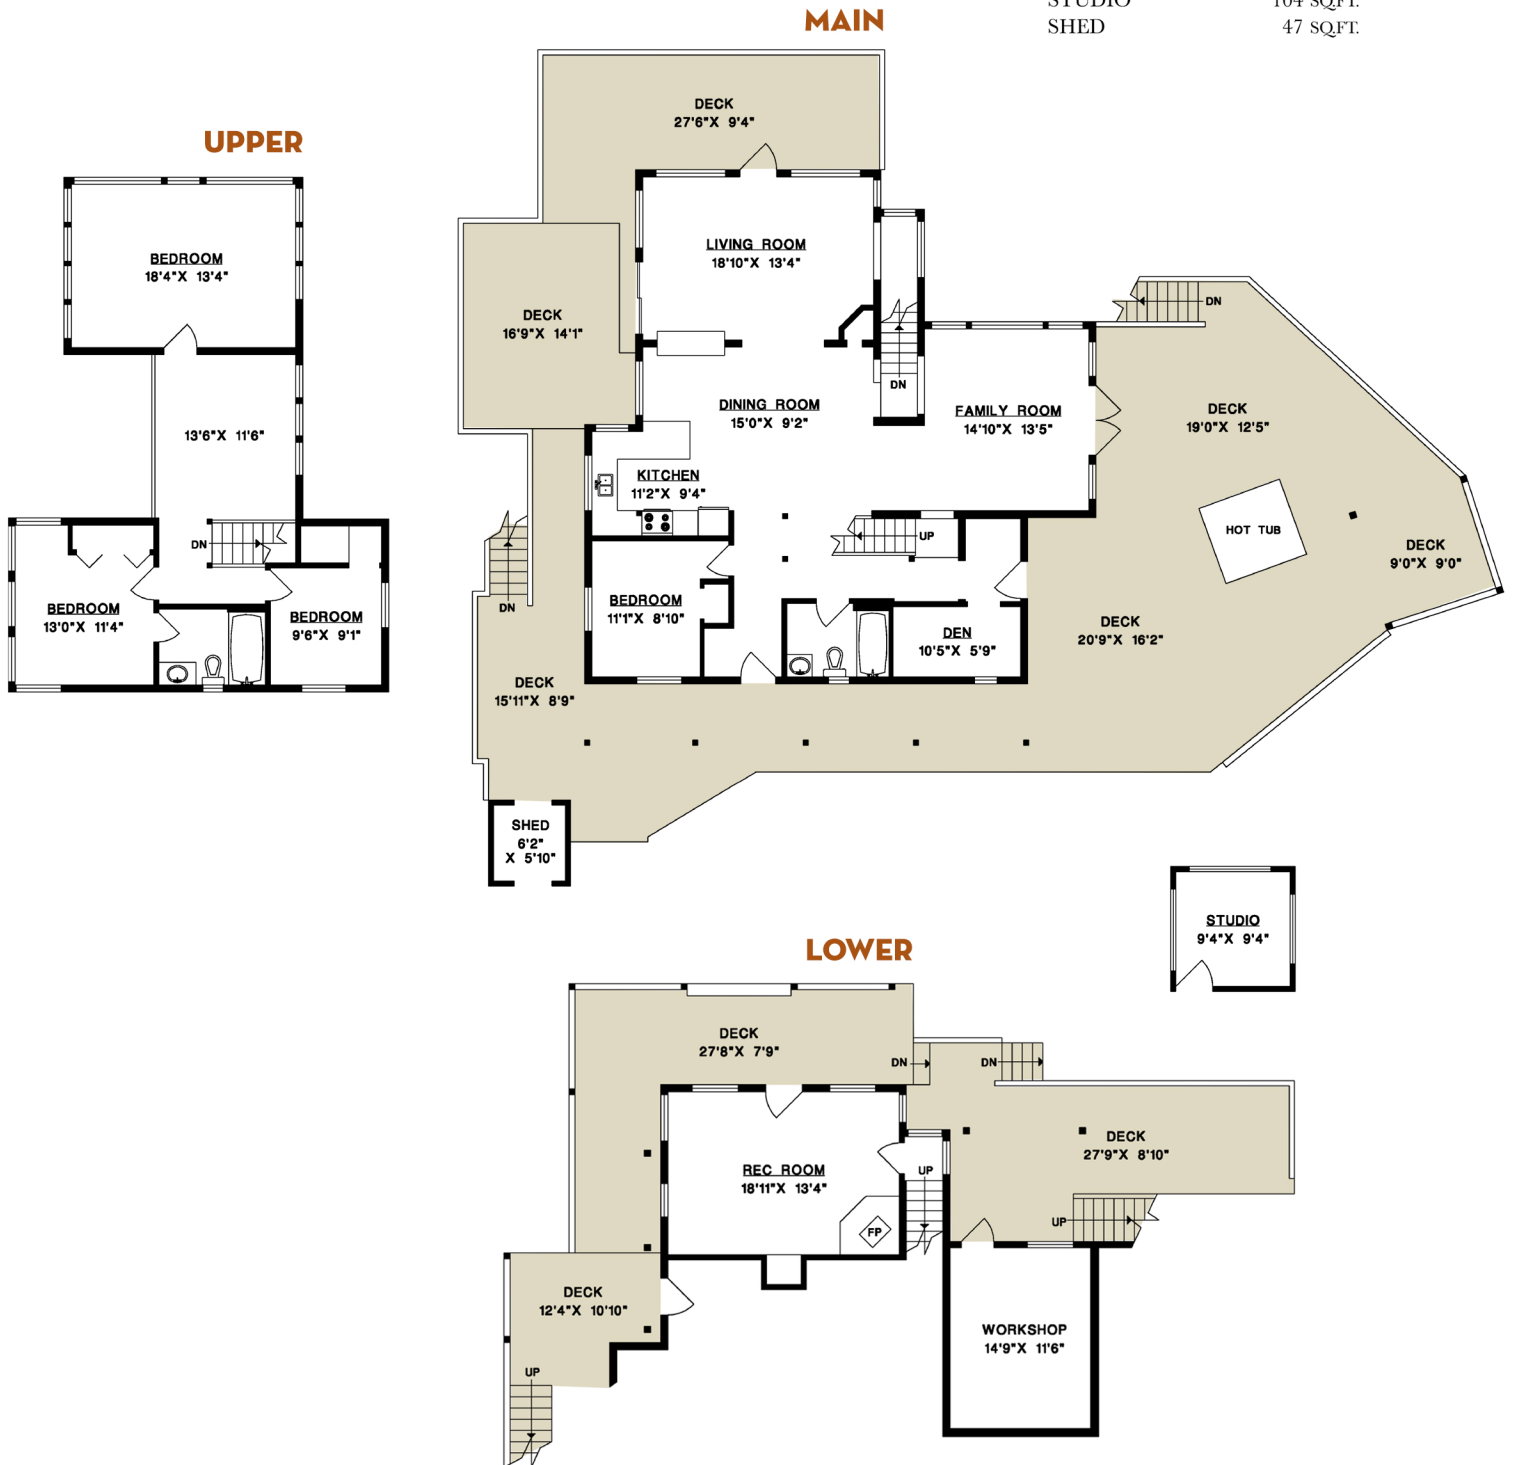 STUDIO 104 SQ.FT.
SHED 47 SQ.FT.
MAIN
DECK
27'6"X 9'4"
LIVING ROOM
18'10"X 13'4"
DECK
16'9"X 14'1"
DN
DN
DINING ROOM
15'0"X 9'2"
FAMILY ROOM
14'10"X 13'5"
DECK
19'0"X 12'5"
KITCHEN
11'2"X 9'4"
HOT TUB
UP
DECK
9'0"X 9'0"
DN
BEDROOM
11'1"X 8'10"
DEN
10'5"X 5'9"
DECK
20'9"X 16'2"
DECK
15'11"X 8'9"
SHED
6'2"
X 5'10"
UPPER
BEDROOM
18'4"X 13'4"
13'6"X 11'6"
DN
BEDROOM
13'0"X 11'4"
BEDROOM
9'6"X 9'1"
STUDIO
9'4"X 9'4"
LOWER
DECK
27'8"X 7'9"
DN
DN
DECK
27'9"X 8'10"
REC ROOM
18'11"X 13'4"
UP
FP
UP
DECK
12'4"X 10'10"
UP
WORKSHOP
14'9"X 11'6"